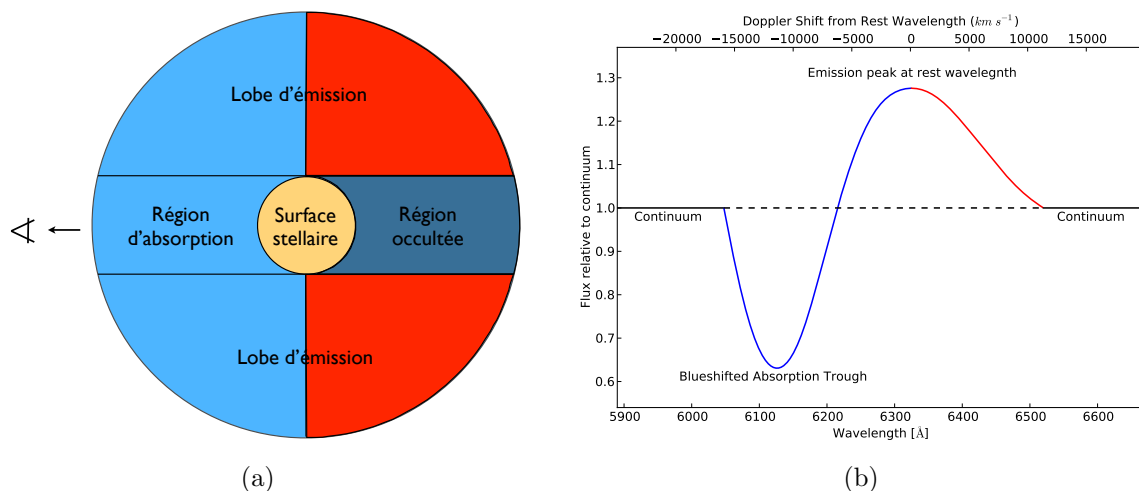 Lobe d'émission
Région
d'absorption
Surface
stellaire
Région
occultée
Lobe d'émission
(a)
Doppler Shift from Rest Wavelength (km s⁻¹)
−20000 −15000 −10000 −5000 0 5000 10000 15000
Emission peak at rest wavelegnth
1.3
1.2
1.1
1.0
0.9
0.8
0.7
0.6
Flux relative to continuum
Continuum
Continuum
Blueshifted Absorption Trough
5900 6000 6100 6200 6300 6400 6500 6600
Wavelength [Å]
(b)